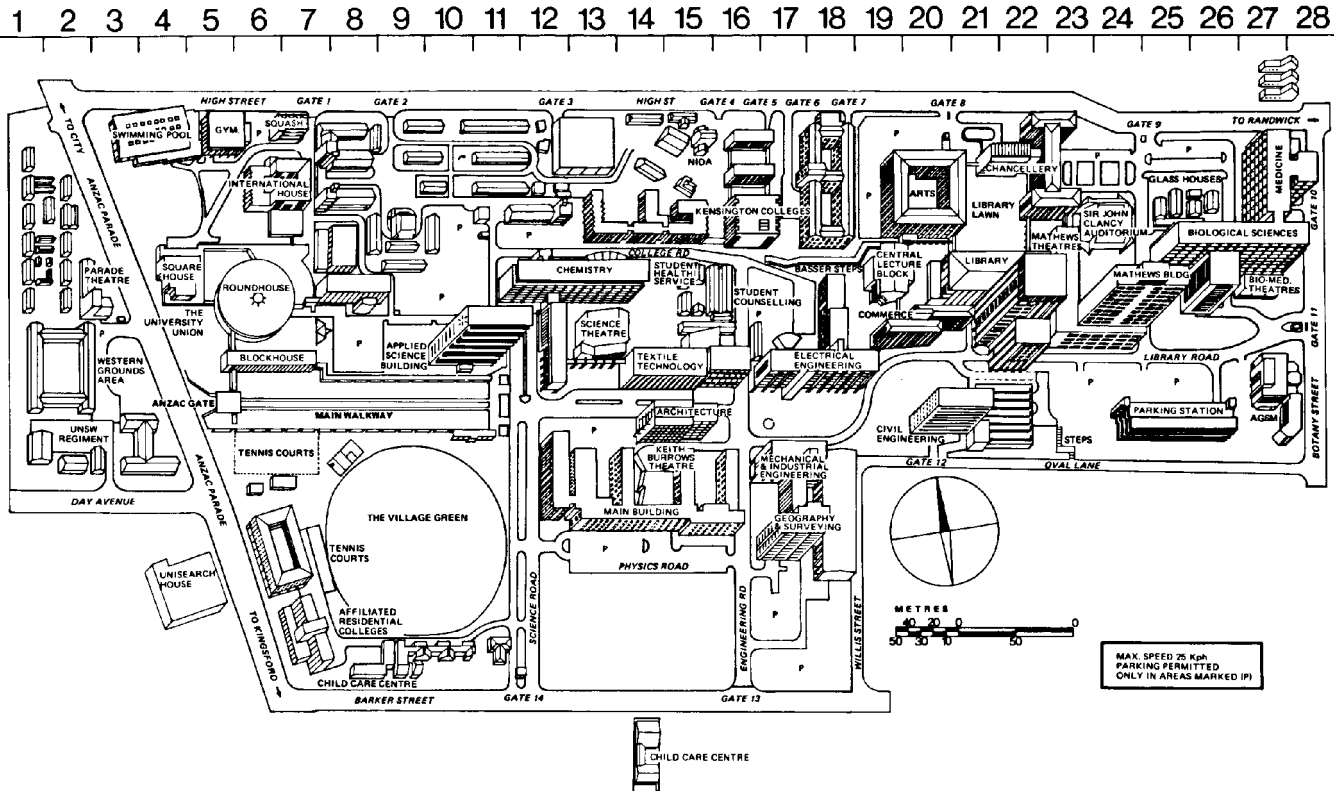 1 2 3 4 5 6 7 8 9 10 11 12 13 14 15 16 17 18 19 20 21 22 23 24 25 26 27 28
HIGH STREET GATE 1 GATE 2 GATE 3 HIGH ST GATE 4 GATE 5 GATE 6 GATE 7 GATE 8 GATE 9
TO CITY
TO RANDWICK
SWIMMING POOL
GYM.
P
SQUASH
INTERNATIONAL
HOUSE
ANZAC PARADE
NIDA
KENSINGTON COLLEGES
P
P
P
ARTS
LIBRARY
LAWN
CHANCELLERY
P
GLASS HOUSES
MEDICINE
GATE 10
SIR JOHN
CLANCY
AUDITORIUM
MATHEWS
THEATRES
BIOLOGICAL SCIENCES
PARADE
THEATRE
SQUARE
HOUSE
ROUNDHOUSE
THE
UNIVERSITY
UNION
P
P
COLLEGE RD
CHEMISTRY
STUDENT
HEALTH
SERVICE
STUDENT
COUNSELLING
BASSER STEPS
CENTRAL
LECTURE
BLOCK
LIBRARY
MATHEWS BLDG
BIO-MED.
THEATRES
COMMERCE
GATE 11
P
WESTERN
GROUNDS
AREA
BLOCKHOUSE
P
APPLIED
SCIENCE
BUILDING
SCIENCE
THEATRE
P
TEXTILE
TECHNOLOGY
ELECTRICAL
ENGINEERING
LIBRARY ROAD
ANZAC GATE
MAIN WALKWAY
ARCHITECTURE
P
P
P
PARKING STATION
AGSM
BOTANY STREET
UNSW
REGIMENT
TENNIS COURTS
P
KEITH
BURROWS
THEATRE
MECHANICAL
& INDUSTRIAL
ENGINEERING
CIVIL
ENGINEERING
STEPS
GATE 12
OVAL LANE
DAY AVENUE
ANZAC PARADE
THE VILLAGE GREEN
MAIN BUILDING
GEOGRAPHY
& SURVEYING
TENNIS
COURTS
P
PHYSICS ROAD
UNISEARCH
HOUSE
AFFILIATED
RESIDENTIAL
COLLEGES
SCIENCE ROAD
ENGINEERING RD
P
WILLIS STREET
METRES
40 20 0 0
50 30 10 50
TO KINGSFORD
P
MAX. SPEED 25 Kph
PARKING PERMITTED
ONLY IN AREAS MARKED (P)
CHILD CARE CENTRE
BARKER STREET
GATE 14
GATE 13
CHILD CARE CENTRE